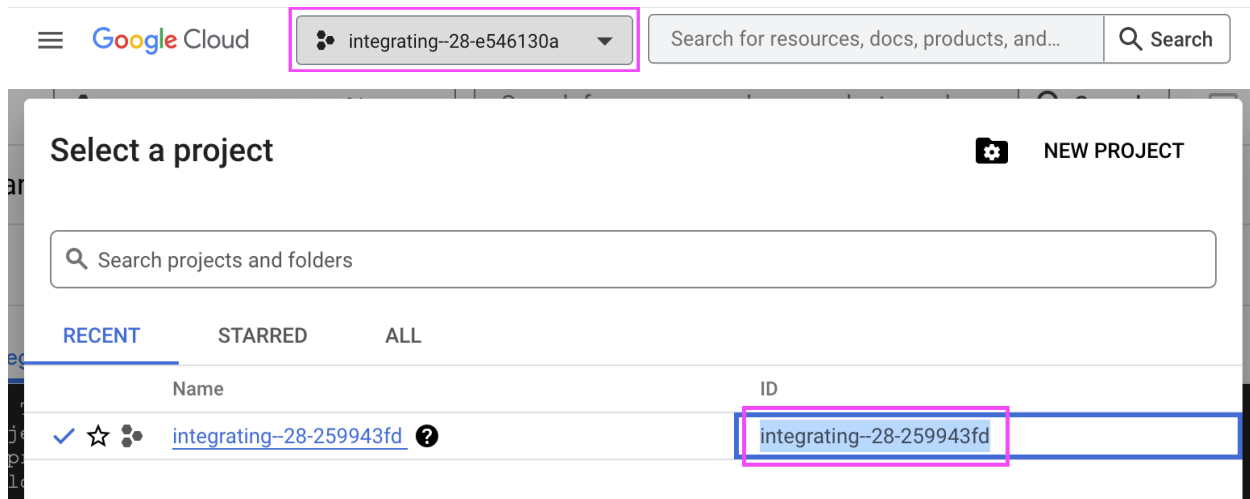 Google Cloud
integrating--28-e546130a
Search for resources, docs, products, and...
Search
Select a project
NEW PROJECT
Search projects and folders
RECENT
STARRED
ALL
Name
ID
integrating--28-259943fd
integrating--28-259943fd